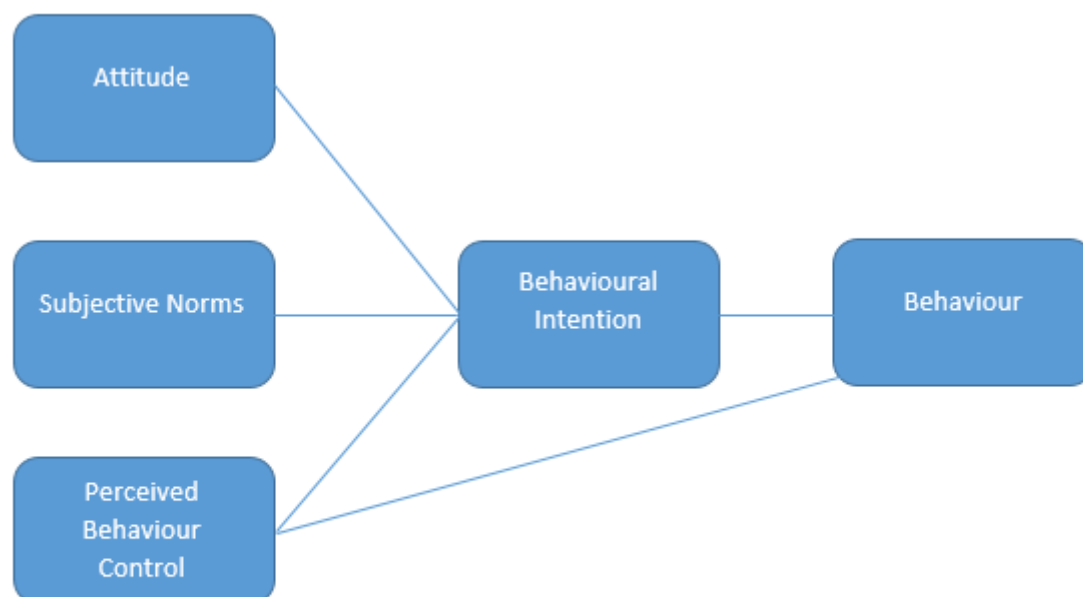 Attitude
Subjective Norms
Perceived
Behaviour
Control
Behavioural
Intention
Behaviour